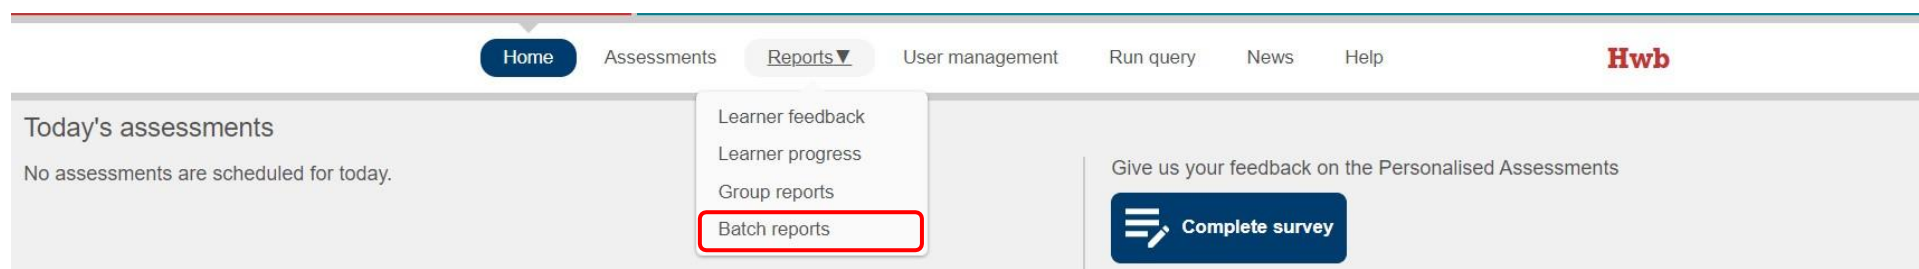 Home Assessments Reports▼ User management Run query News Help Hwb
Learner feedback
Learner progress
Group reports
Batch reports
Today's assessments
No assessments are scheduled for today.
Give us your feedback on the Personalised Assessments
Complete survey